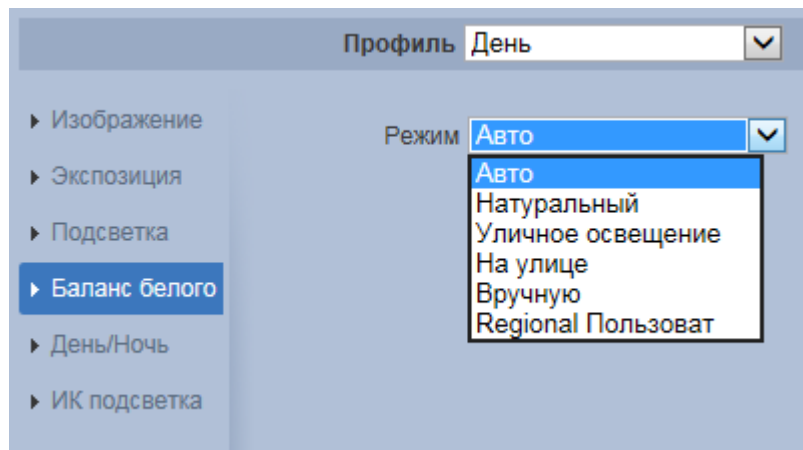 Профиль День
Изображение
Режим Авто
Экспозиция
Авто
Натуральный
Подсветка
Уличное освещение
На улице
Баланс белого
Вручную
Regional Пользоват
День/Ночь
ИК подсветка